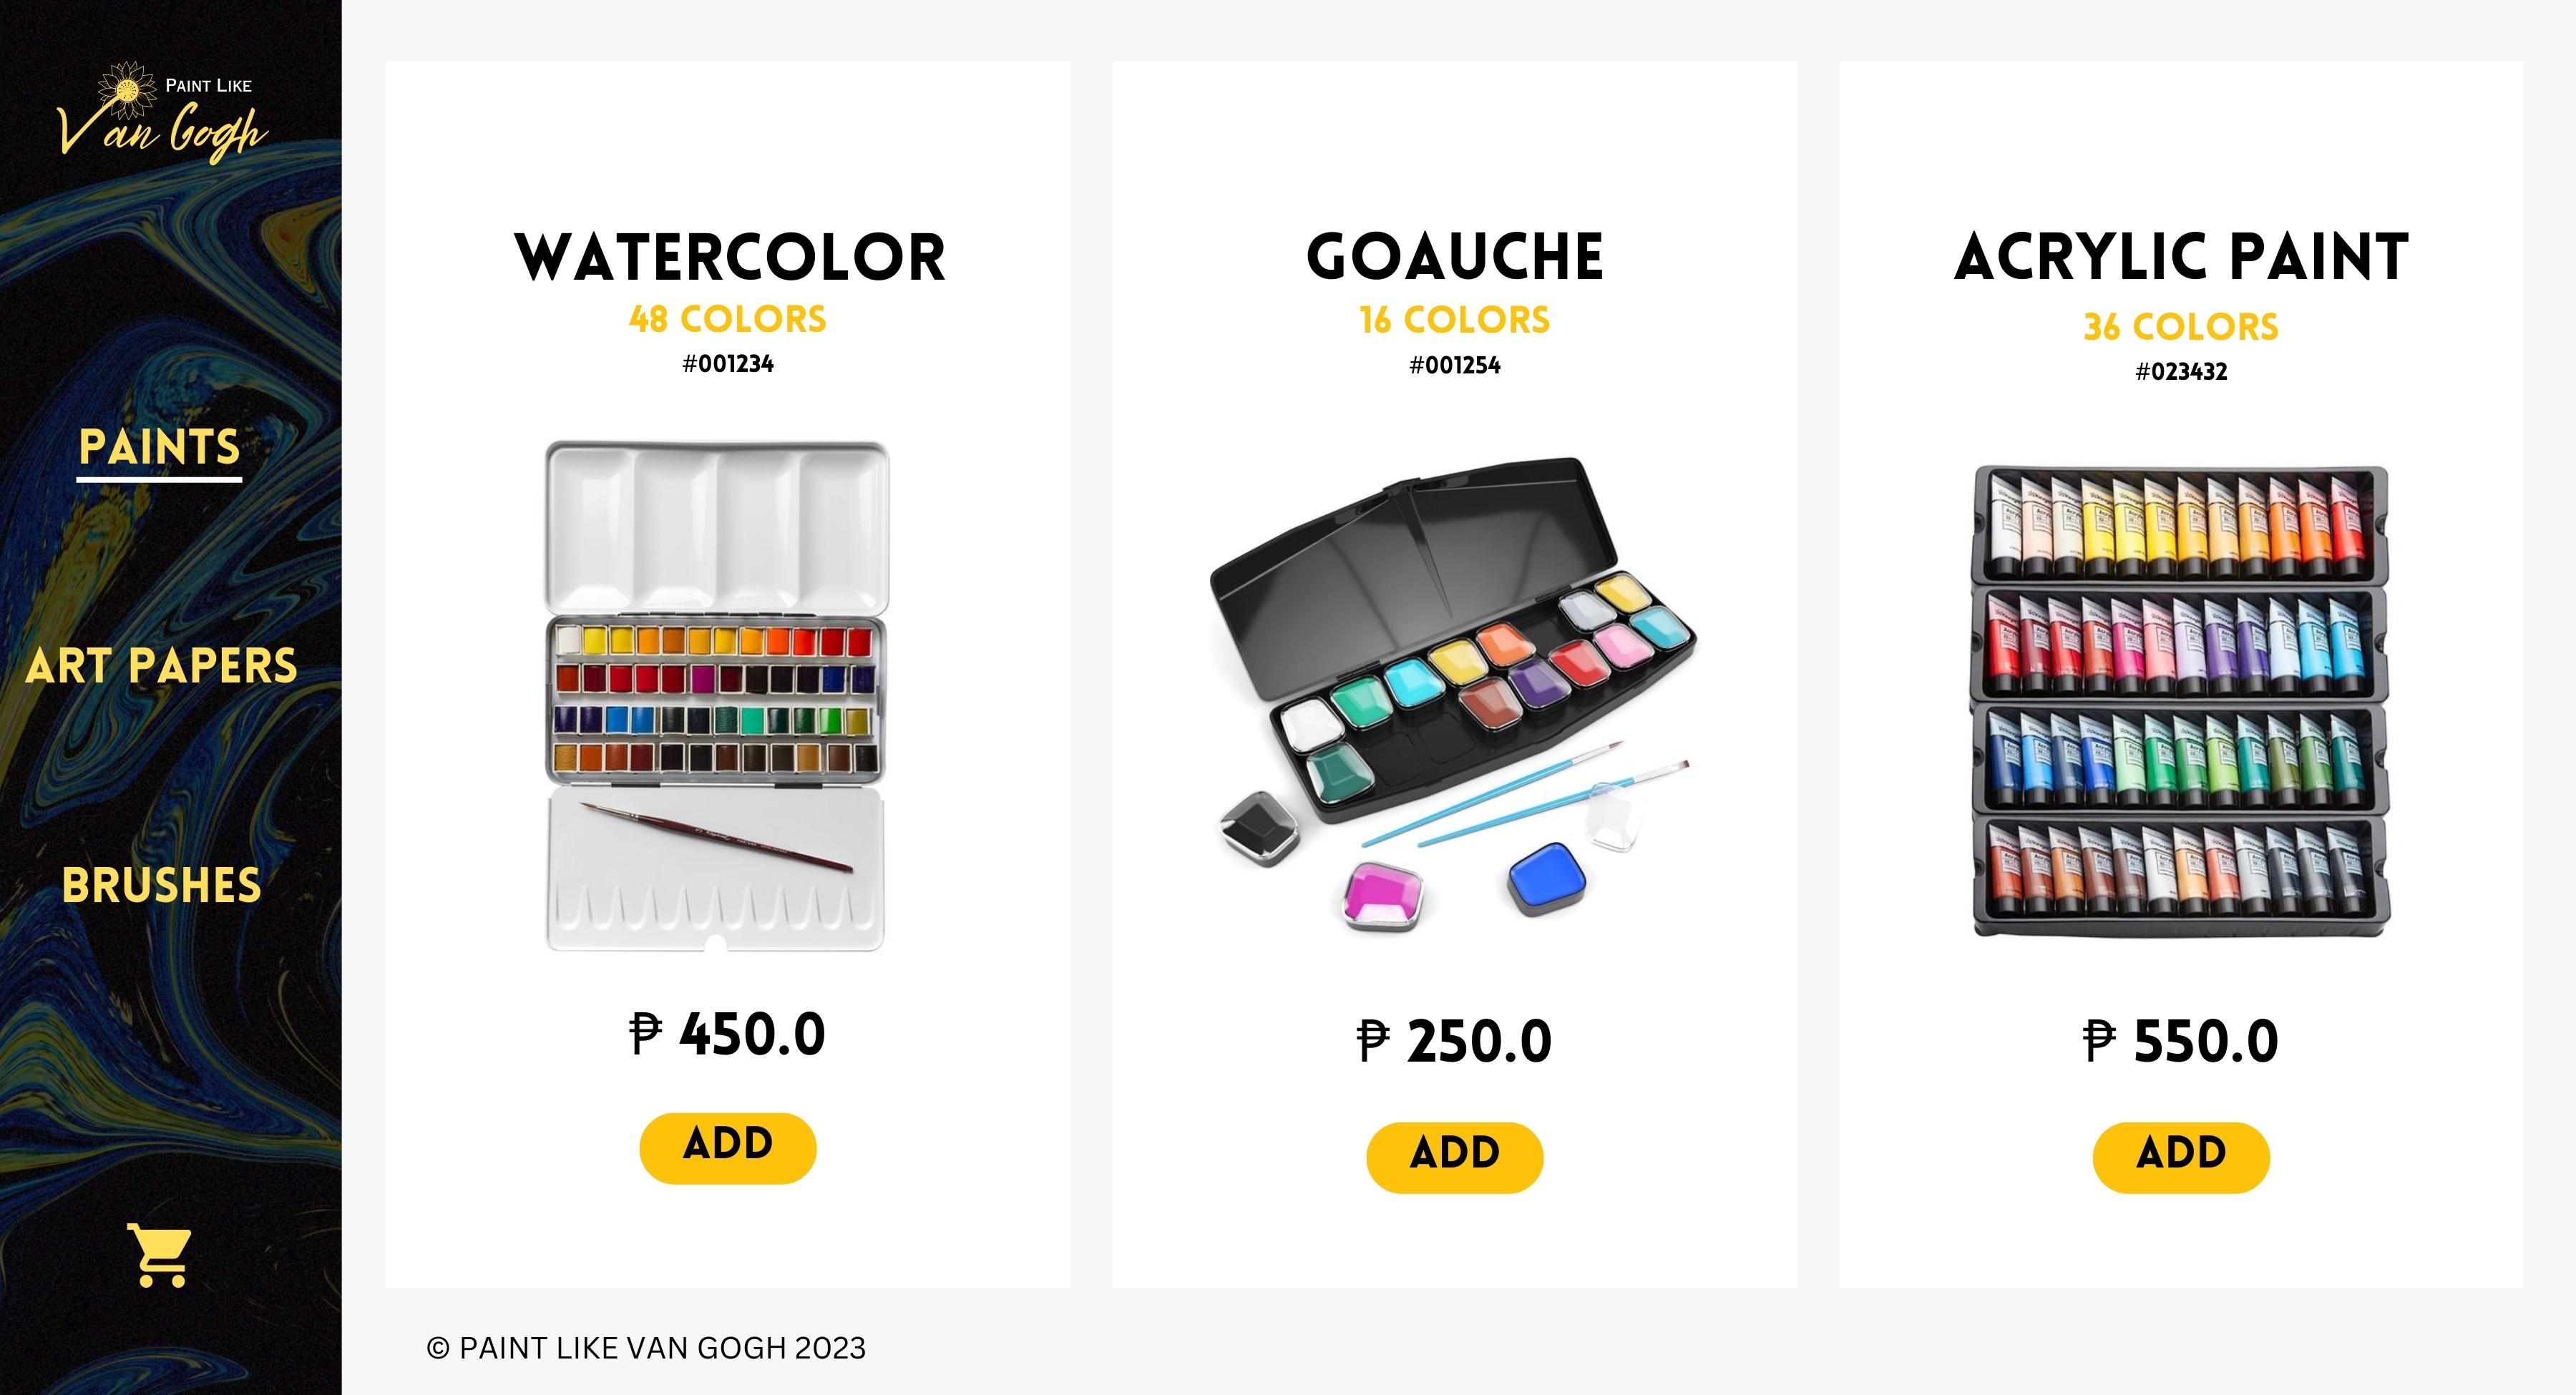 PAINT LIKE
Van Gogh
PAINTS
ART PAPERS
BRUSHES
WATERCOLOR
48 COLORS
#001234
₱ 450.0
ADD
GOAUCHE
16 COLORS
#001254
₱ 250.0
ADD
ACRYLIC PAINT
36 COLORS
#023432
₱ 550.0
ADD
© PAINT LIKE VAN GOGH 2023